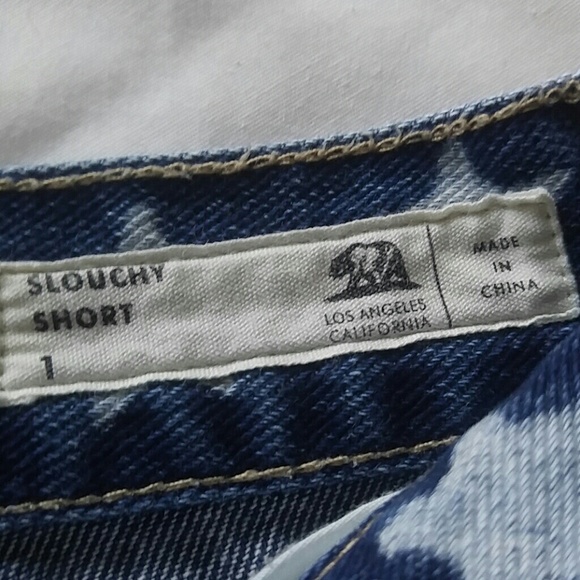 SLOUCHY
SHORT
1
LOS ANGELES
CALIFORNIA
MADE
IN
CHINA